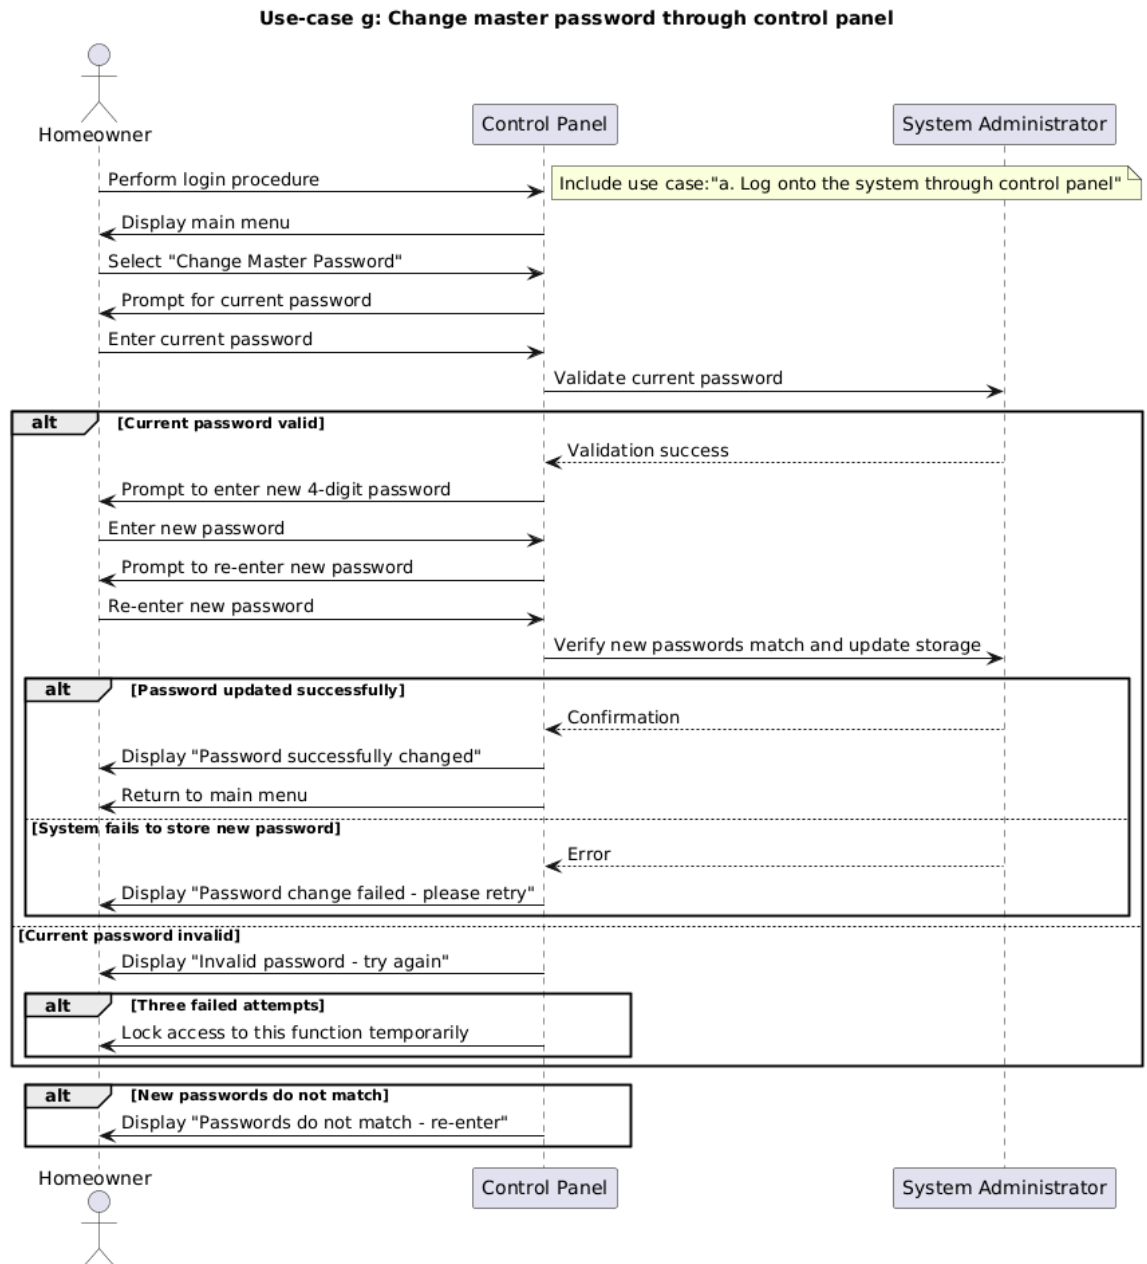 Use-case g: Change master password through control panel
Homeowner
Control Panel
System Administrator
Perform login procedure
Include use case:"a. Log onto the system through control panel"
Display main menu
Select "Change Master Password"
Prompt for current password
Enter current password
Validate current password
alt
[Current password valid]
Validation success
Prompt to enter new 4-digit password
Enter new password
Prompt to re-enter new password
Re-enter new password
Verify new passwords match and update storage
alt
[Password updated successfully]
Confirmation
Display "Password successfully changed"
Return to main menu
[System fails to store new password]
Error
Display "Password change failed - please retry"
[Current password invalid]
Display "Invalid password - try again"
alt
[Three failed attempts]
Lock access to this function temporarily
alt
[New passwords do not match]
Display "Passwords do not match - re-enter"
Homeowner
Control Panel
System Administrator